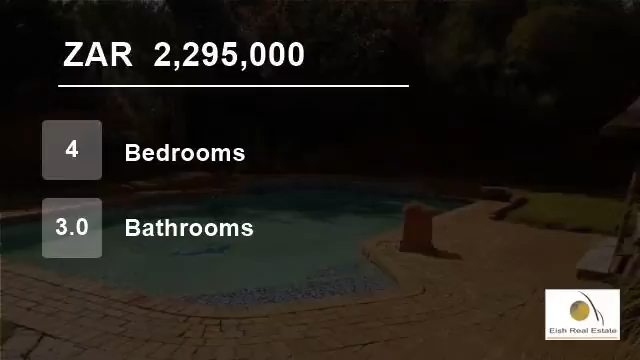 ZAR 2,295,000
4 Bedrooms
3.0 Bathrooms
Eish Real Estate